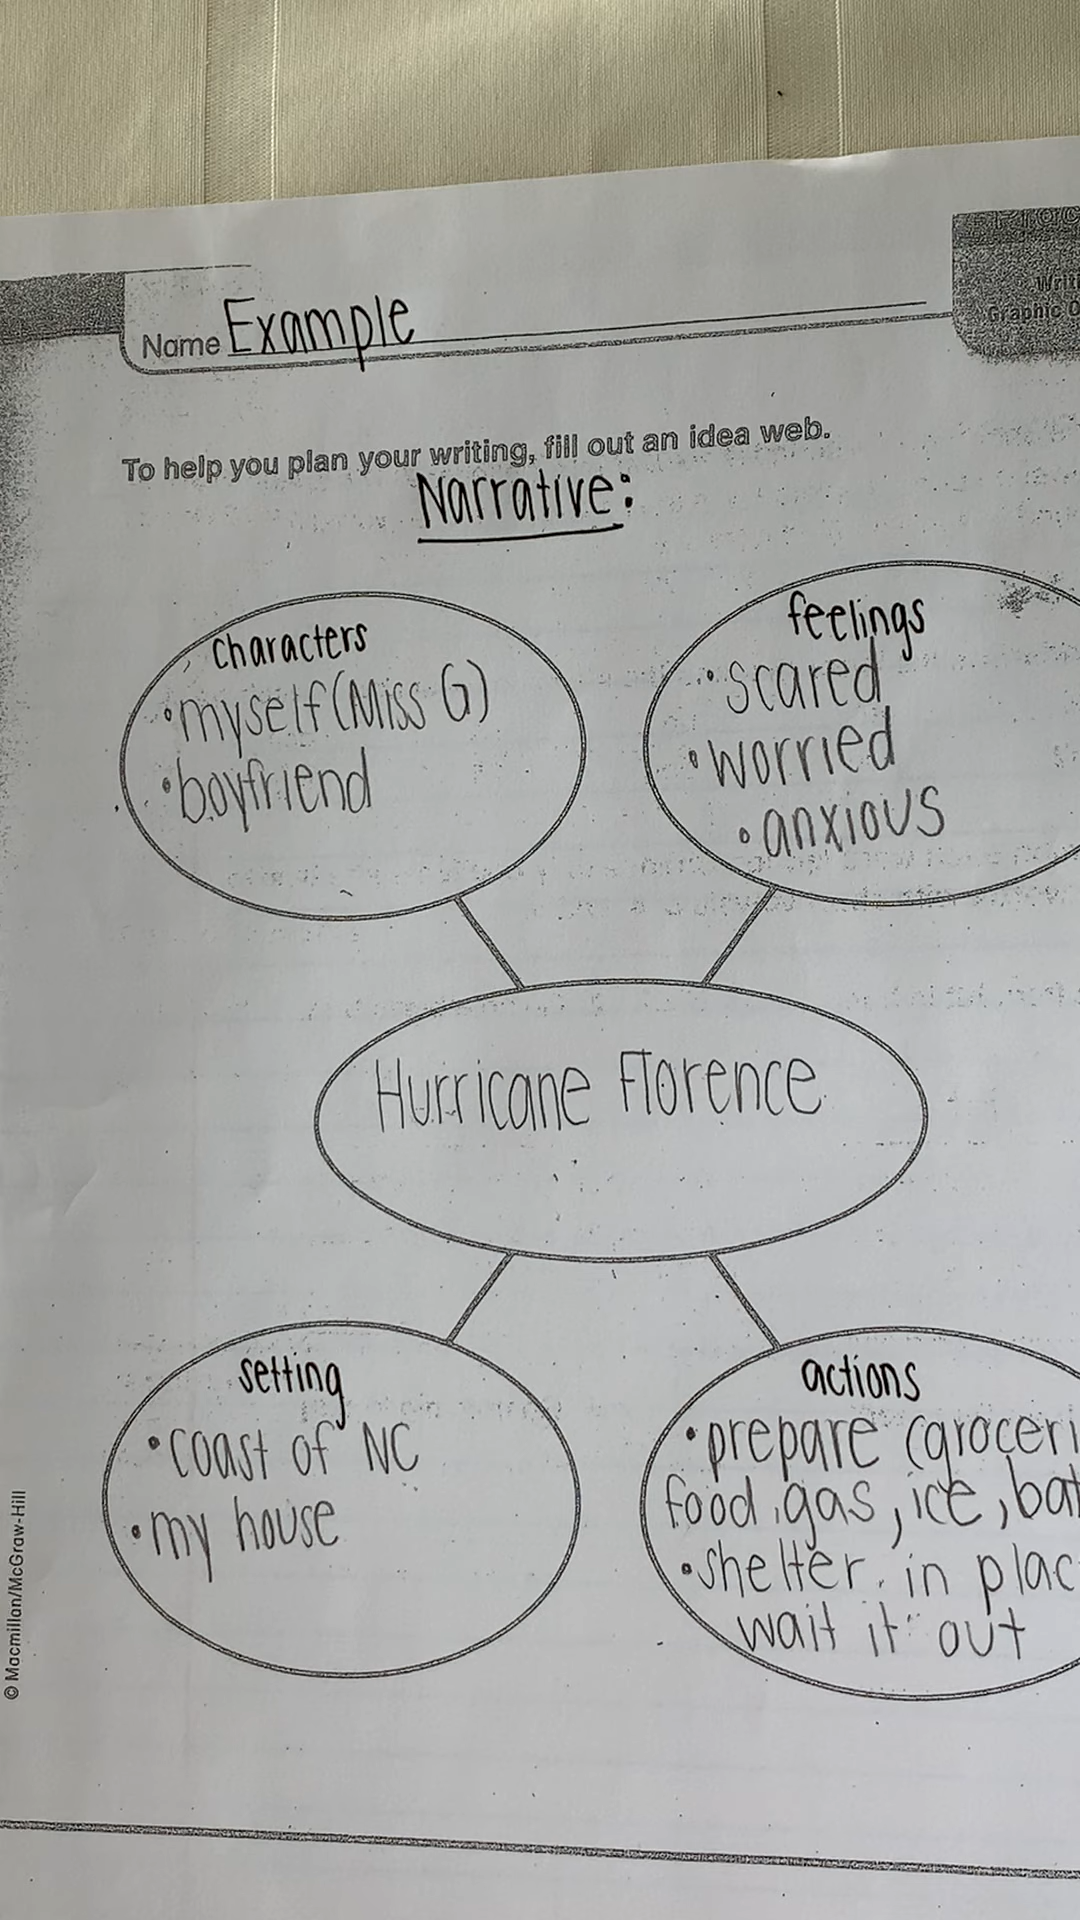 Writi
Graphic O
Name Example
To help you plan your writing, fill out an idea web.
Narrative:
characters
•myself (Miss G)
•boyfriend
feelings
•scared
•worried
•anxious
Hurricane Florence
setting
•coast of NC
•my house
actions
•prepare (groceri
food, gas, ice, bat
•shelter in plac
wait it out
© Macmillan/McGraw-Hill